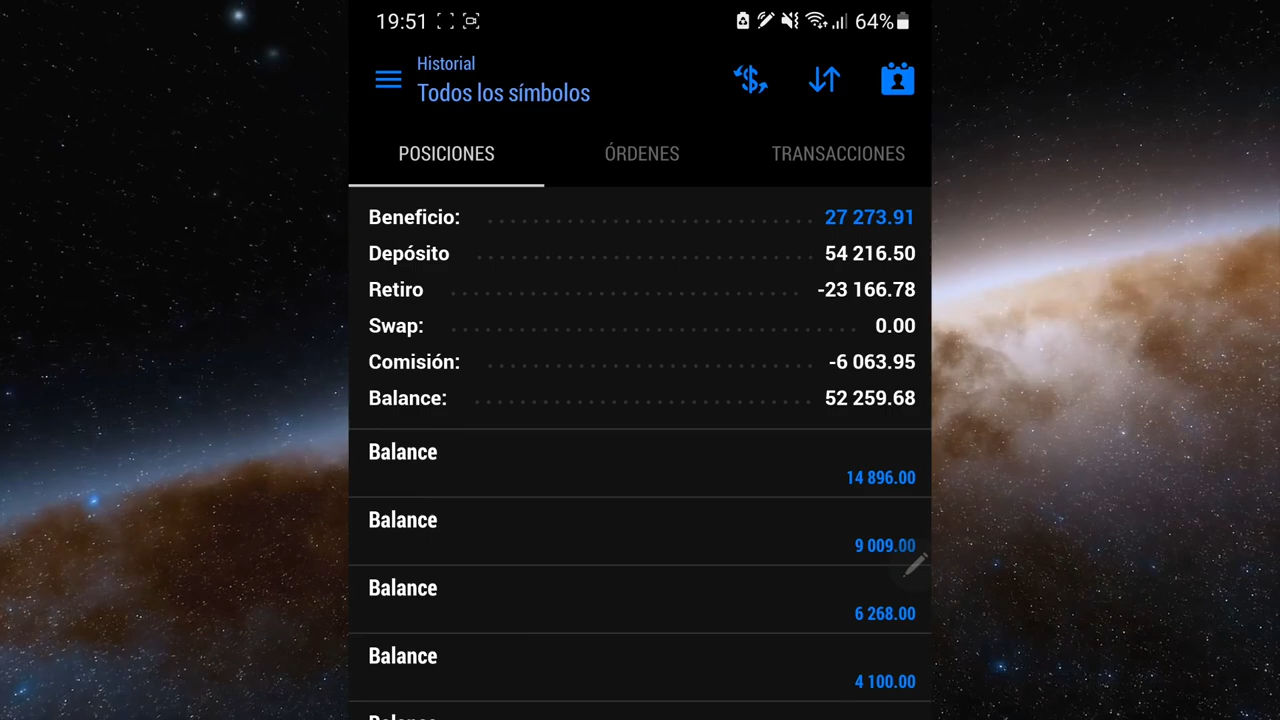 19:51 64%
Historial
Todos los símbolos
POSICIONES ÓRDENES TRANSACCIONES
Beneficio: 27 273.91
Depósito 54 216.50
Retiro -23 166.78
Swap: 0.00
Comisión: -6 063.95
Balance: 52 259.68
Balance
14 896.00
Balance
9 009.00
Balance
6 268.00
Balance
4 100.00
Balance